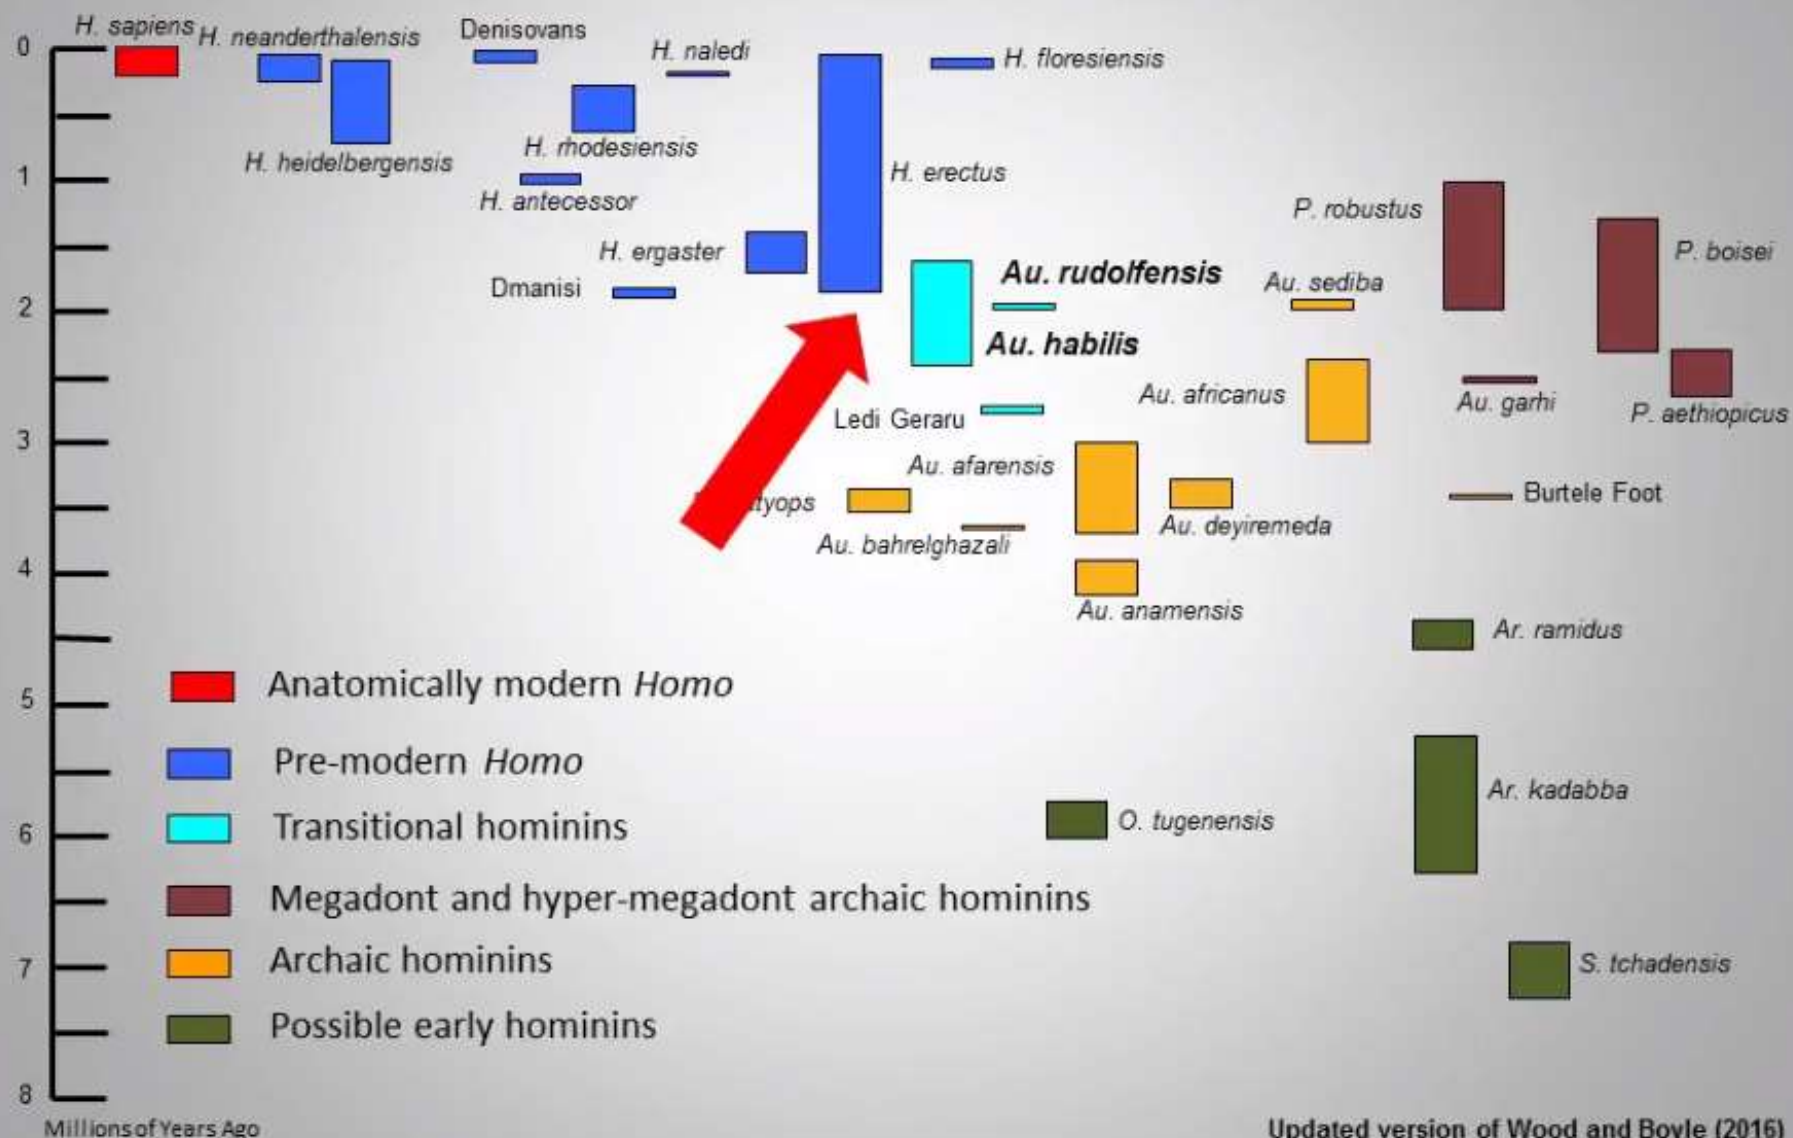 H. sapiens
H. neanderthalensis
Denisovans
H. naledi
H. floresiensis
0
H. heidelbergensis
H. rhodesiensis
H. erectus
1
H. antecessor
P. robustus
H. ergaster
P. boisei
Dmanisi
Au. rudolfensis
Au. sediba
2
Au. habilis
Au. africanus
Au. garhi
P. aethiopicus
Ledi Geraru
3
Au. afarensis
Burtele Foot
Au. deyiremeda
Au. bahrelghazali
4
Au. anamensis
Ar. ramidus
Anatomically modern Homo
5
Pre-modern Homo
Ar. kadabba
O. tugenensis
Transitional hominins
6
Megadont and hyper-megadont archaic hominins
Archaic hominins
S. tchadensis
7
Possible early hominins
8
Millions of Years Ago
Updated version of Wood and Boyle (2016)